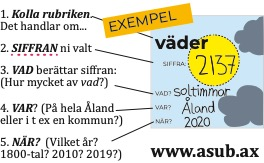 1. Kolla rubriken.
Det handlar om...
EXEMPEL
2. SIFFRAN ni valt
3. VAD berättar siffran:
(Hur mycket av vad?)
4. VAR? (På hela Åland
eller i t ex en kommun?)
5. NÄR? (Vilket år?
1800-tal? 2010? 2019?)
väder
SIFFRA: 2137
VAD? Soltimmar
VAR? Åland
NÄR? 2020
www.asub.ax